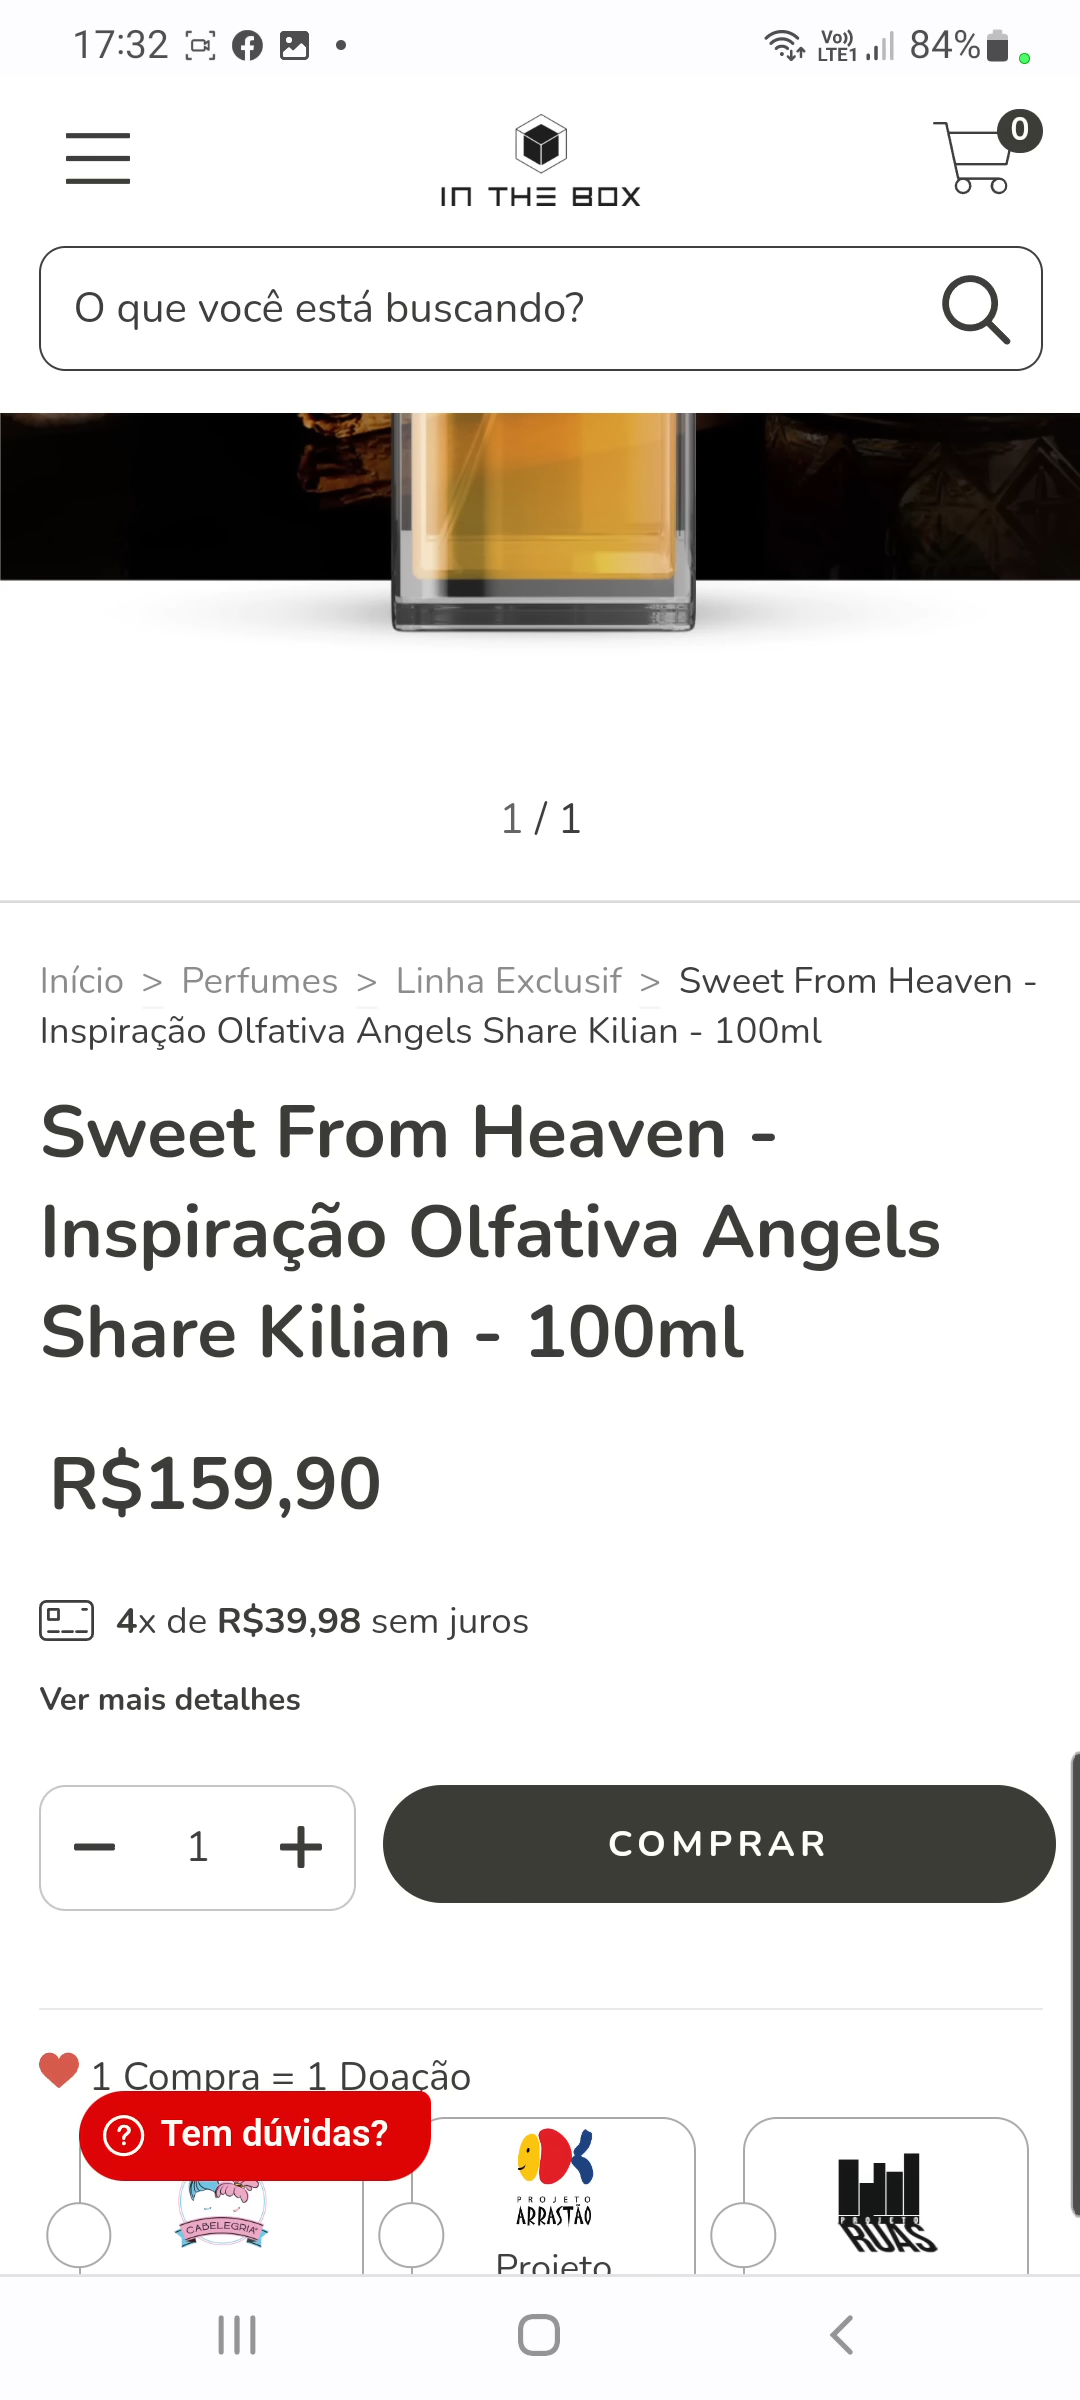 17:32
Vo)) LTE1 84%
IN THE BOX
0
O que você está buscando?
1 / 1
Início > Perfumes > Linha Exclusif > Sweet From Heaven -
Inspiração Olfativa Angels Share Kilian - 100ml
Sweet From Heaven -
Inspiração Olfativa Angels
Share Kilian - 100ml
R$159,90
4x de R$39,98 sem juros
Ver mais detalhes
1
COMPRAR
1 Compra = 1 Doação
? Tem dúvidas?
CABELEGRIA
PROJETO
ARRASTÃO
Projeto
PROJETO
RUAS